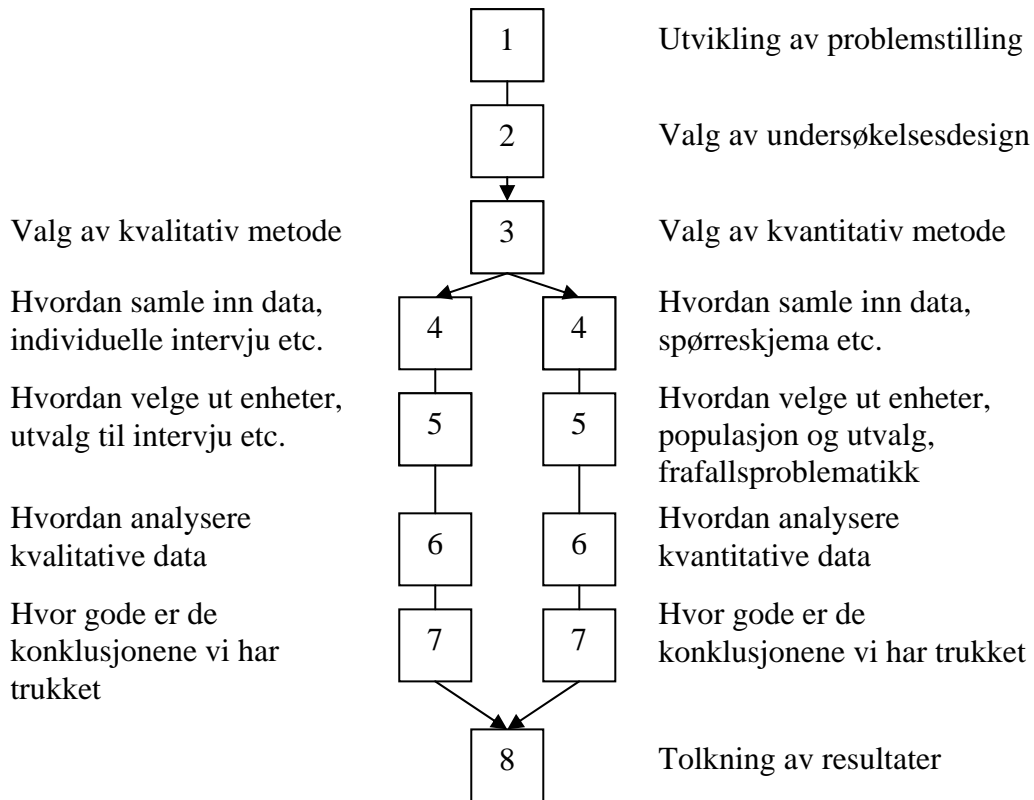 1
Utvikling av problemstilling
2
Valg av undersøkelsesdesign
Valg av kvalitativ metode
3
Valg av kvantitativ metode
Hvordan samle inn data,
individuelle intervju etc.
4
4
Hvordan samle inn data,
spørreskjema etc.
Hvordan velge ut enheter,
utvalg til intervju etc.
5
5
Hvordan velge ut enheter,
populasjon og utvalg,
frafallsproblematikk
Hvordan analysere
kvalitative data
6
6
Hvordan analysere
kvantitative data
Hvor gode er de
konklusjonene vi har
trukket
7
7
Hvor gode er de
konklusjonene vi har trukket
8
Tolkning av resultater